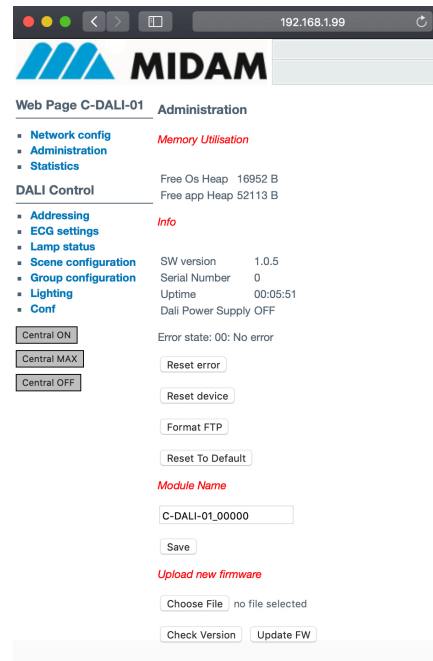 192.168.1.99
MIDAM
Web Page C-DALI-01
Network config
Administration
Statistics
DALI Control
Addressing
ECG settings
Lamp status
Scene configuration
Group configuration
Lighting
Conf
Central ON
Central MAX
Central OFF
Administration
Memory Utilisation
Free Os Heap 16952 B
Free app Heap 52113 B
Info
SW version 1.0.5
Serial Number 0
Uptime 00:05:51
Dali Power Supply OFF
Error state: 00: No error
Reset error
Reset device
Format FTP
Reset To Default
Module Name
C-DALI-01_00000
Save
Upload new firmware
Choose File no file selected
Check Version Update FW